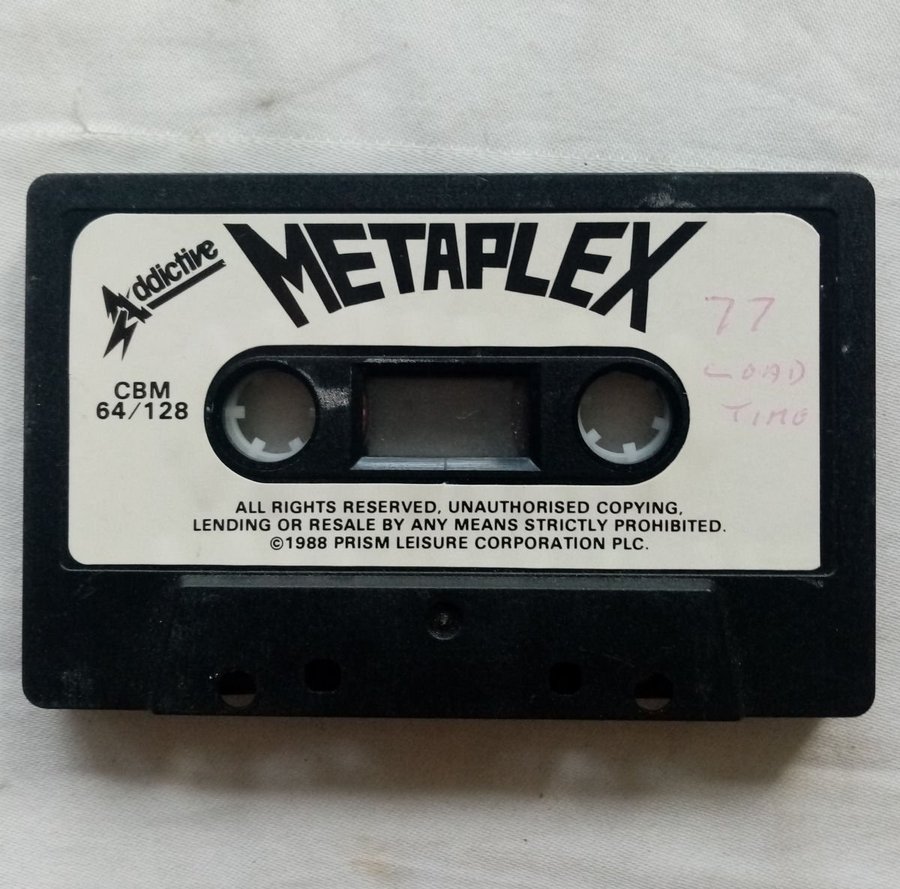 Addictive
METAPLEX
77
LOAD
TIME
CBM
64/128
ALL RIGHTS RESERVED, UNAUTHORISED COPYING,
LENDING OR RESALE BY ANY MEANS STRICTLY PROHIBITED.
©1988 PRISM LEISURE CORPORATION PLC.